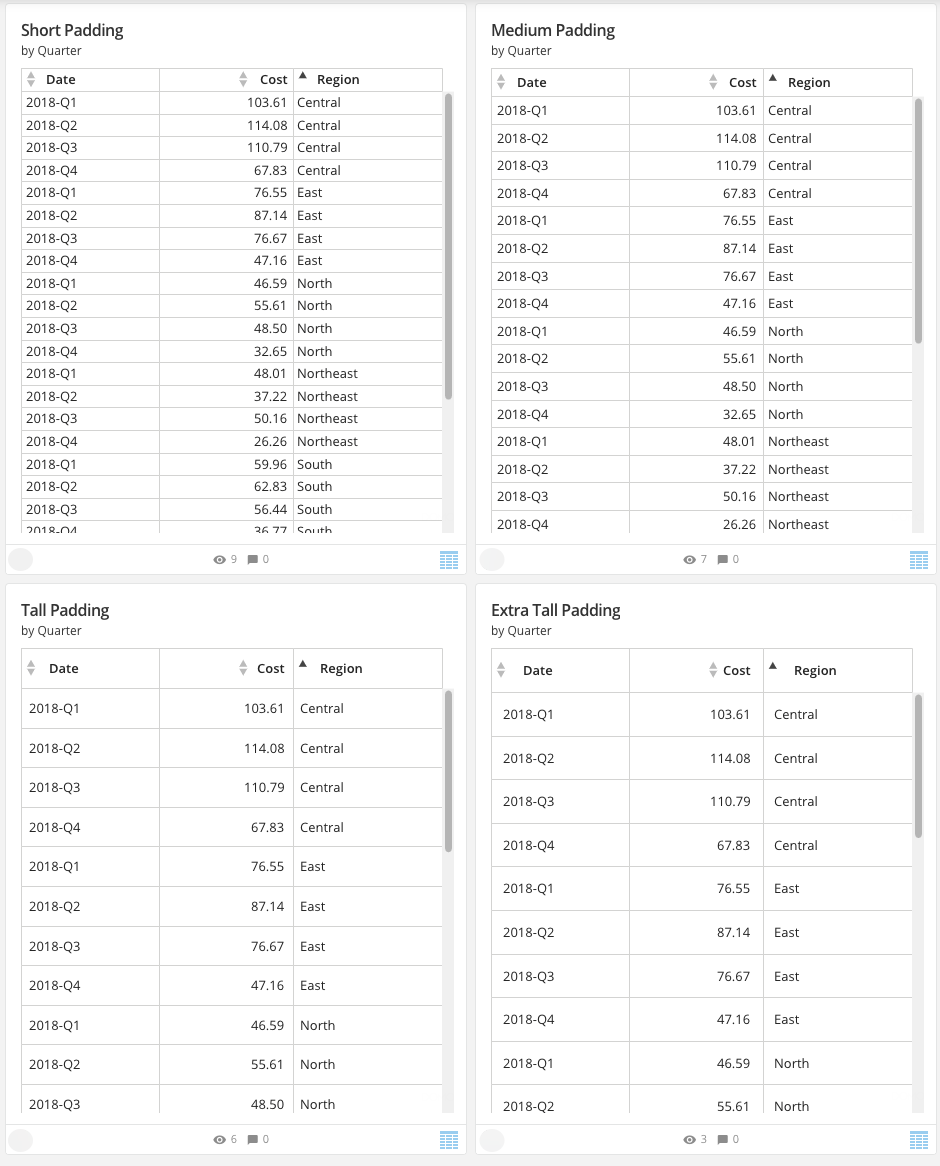 Short Padding
by Quarter
Date Cost Region
2018-Q1 103.61 Central
2018-Q2 114.08 Central
2018-Q3 110.79 Central
2018-Q4 67.83 Central
2018-Q1 76.55 East
2018-Q2 87.14 East
2018-Q3 76.67 East
2018-Q4 47.16 East
2018-Q1 46.59 North
2018-Q2 55.61 North
2018-Q3 48.50 North
2018-Q4 32.65 North
2018-Q1 48.01 Northeast
2018-Q2 37.22 Northeast
2018-Q3 50.16 Northeast
2018-Q4 26.26 Northeast
2018-Q1 59.96 South
2018-Q2 62.83 South
2018-Q3 56.44 South
2018-Q4 36.77 South
9 0
Medium Padding
by Quarter
Date Cost Region
2018-Q1 103.61 Central
2018-Q2 114.08 Central
2018-Q3 110.79 Central
2018-Q4 67.83 Central
2018-Q1 76.55 East
2018-Q2 87.14 East
2018-Q3 76.67 East
2018-Q4 47.16 East
2018-Q1 46.59 North
2018-Q2 55.61 North
2018-Q3 48.50 North
2018-Q4 32.65 North
2018-Q1 48.01 Northeast
2018-Q2 37.22 Northeast
2018-Q3 50.16 Northeast
2018-Q4 26.26 Northeast
7 0
Tall Padding
by Quarter
Date Cost Region
2018-Q1 103.61 Central
2018-Q2 114.08 Central
2018-Q3 110.79 Central
2018-Q4 67.83 Central
2018-Q1 76.55 East
2018-Q2 87.14 East
2018-Q3 76.67 East
2018-Q4 47.16 East
2018-Q1 46.59 North
2018-Q2 55.61 North
2018-Q3 48.50 North
6 0
Extra Tall Padding
by Quarter
Date Cost Region
2018-Q1 103.61 Central
2018-Q2 114.08 Central
2018-Q3 110.79 Central
2018-Q4 67.83 Central
2018-Q1 76.55 East
2018-Q2 87.14 East
2018-Q3 76.67 East
2018-Q4 47.16 East
2018-Q1 46.59 North
2018-Q2 55.61 North
3 0